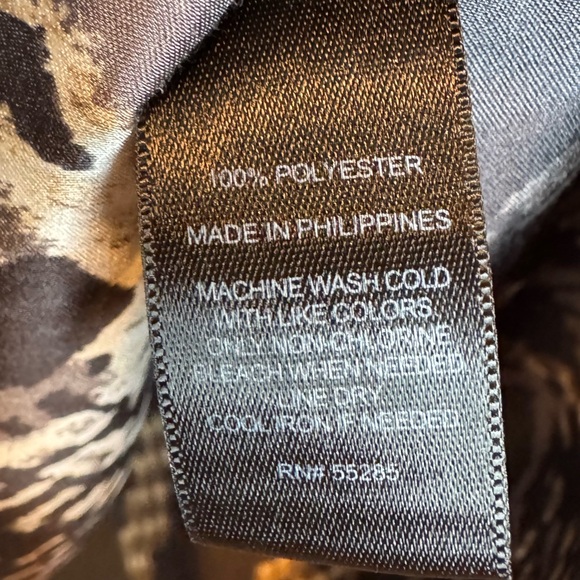 100% POLYESTER
MADE IN PHILIPPINES
MACHINE WASH COLD
WITH LIKE COLORS.
ONLY NON-CHLORINE
BLEACH WHEN NEEDED
LINE DRY
COOL IRON IF NEEDED
RN# 55285